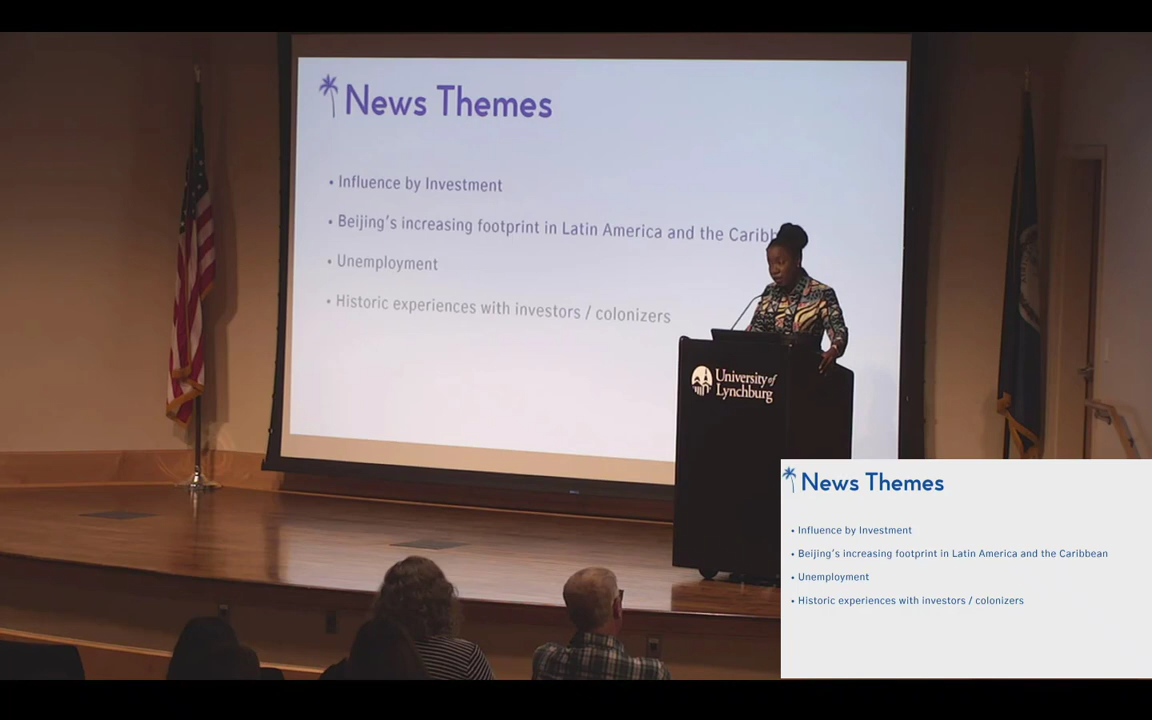 News Themes
• Influence by Investment
• Beijing's increasing footprint in Latin America and the Caribb
• Unemployment
• Historic experiences with investors / colonizers
University of
Lynchburg
News Themes
• Influence by Investment
• Beijing's increasing footprint in Latin America and the Caribbean
• Unemployment
• Historic experiences with investors / colonizers